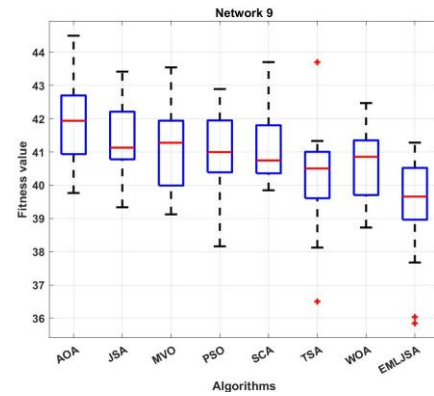 Network 9
Fitness value
44
43
42
41
40
39
38
37
36
AOA
JSA
MVO
PSO
SCA
TSA
WOA
EMLJSA
Algorithms